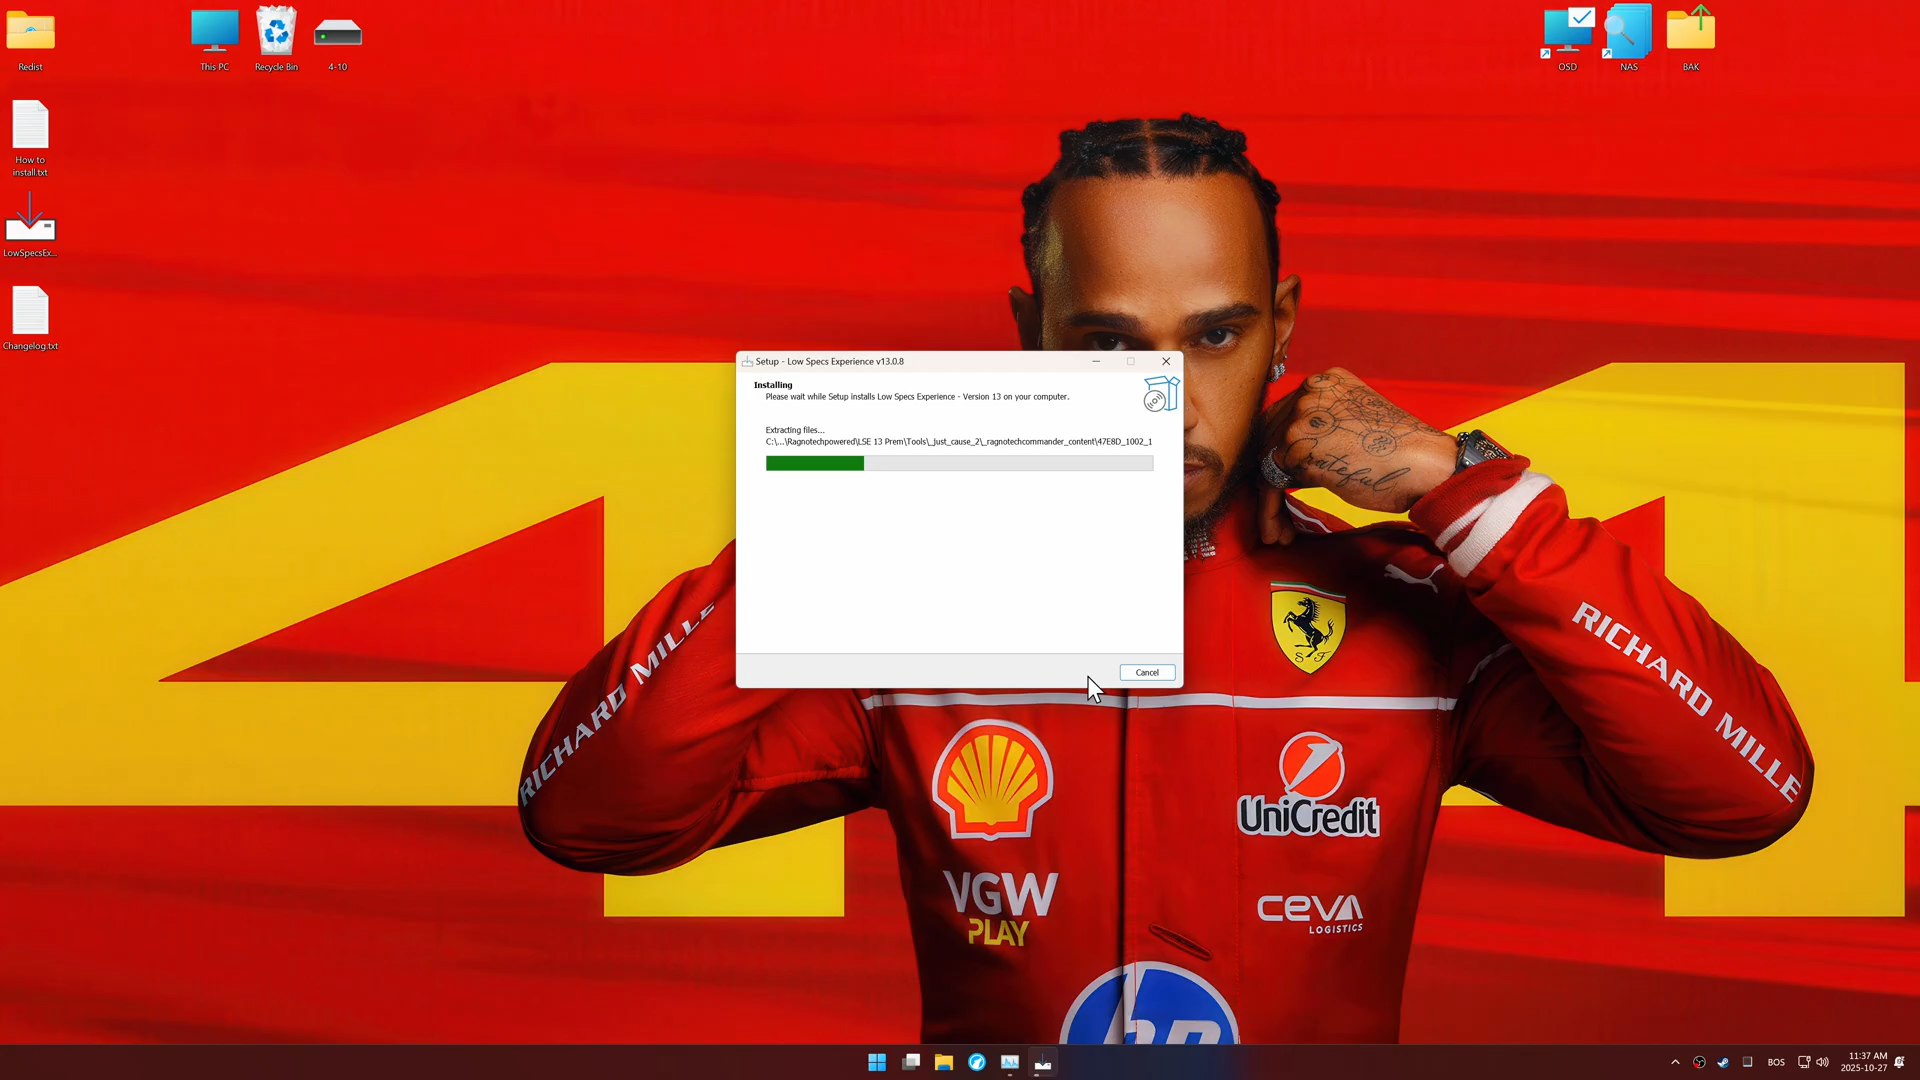 Redist
This PC
Recycle Bin
4-10
OSD
NAS
BAK
How to
install.txt
LowSpecsEx...
Changelog.txt
Setup - Low Specs Experience v13.0.8
Installing
Please wait while Setup installs Low Specs Experience - Version 13 on your computer.
Extracting files...
C:\...\Ragnotechpowered\LSE 13 Prem\Tools\_just_cause_2\_ragnotechcommander_content\47E8D_1002_1
Cancel
grateful
44
RICHARD MILLE
RICHARD MILLE
S F
UniCredit
VGW
PLAY
CEVA
LOGISTICS
hp
BOS
11:37 AM
2025-10-27